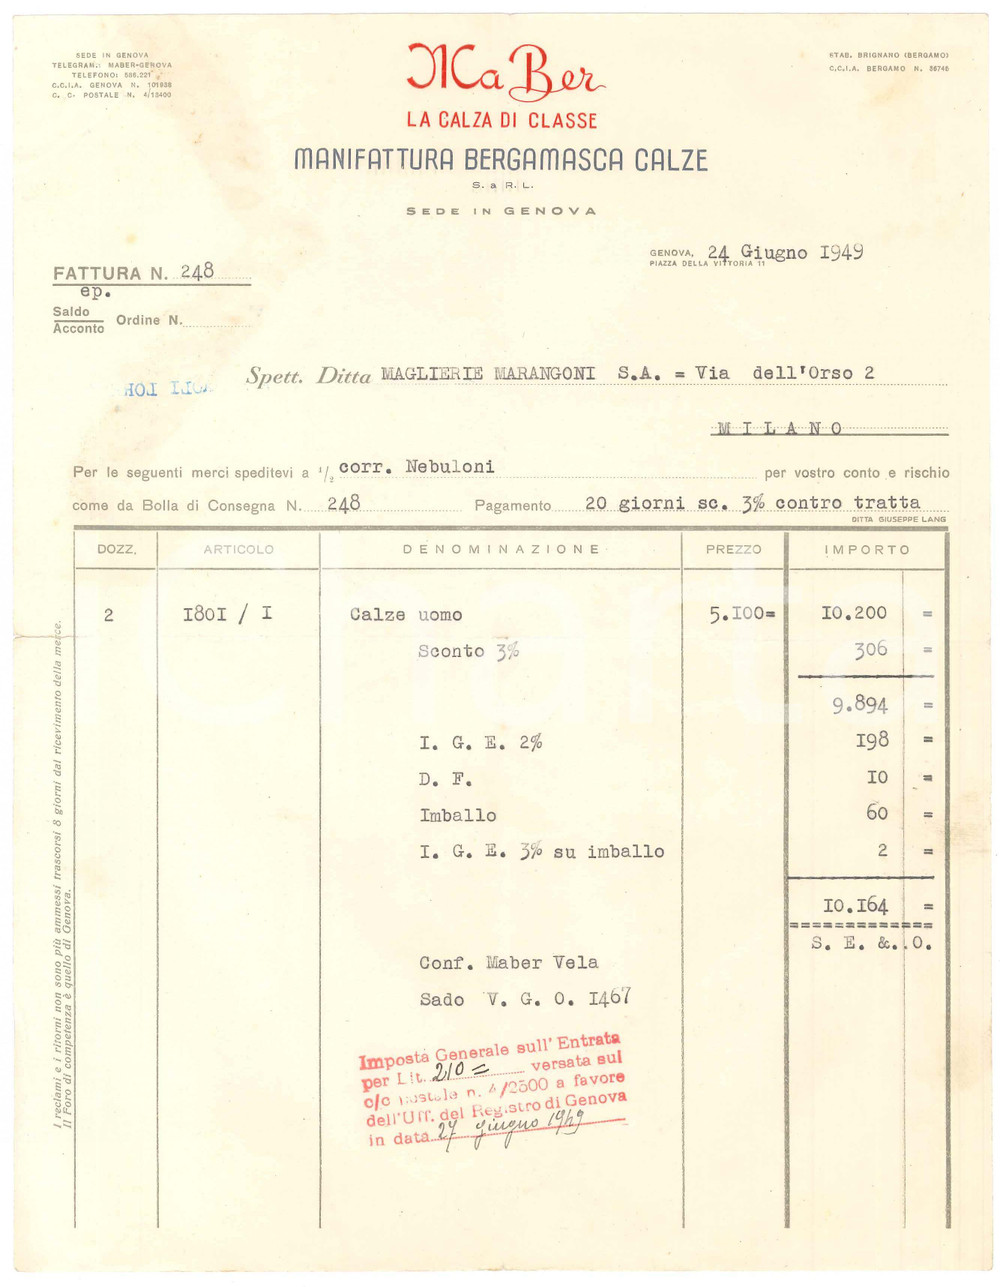 SEDE IN GENOVA
TELEGRAM.: MABER-GENOVA
TELEFONO: 586.221
C.C.I.A. GENOVA N. 101838
C. C. POSTALE N. 4/13400
MaBer
LA CALZA DI CLASSE
MANIFATTURA BERGAMASCA CALZE
S. a R. L.
SEDE IN GENOVA
STAB. BRIGNANO (BERGAMO)
C.C.I.A. BERGAMO N. 36746
GENOVA, 24 Giugno 1949
PIAZZA DELLA VITTORIA 11
FATTURA N. 248
ep.
Saldo
Acconto Ordine N.
Spett. Ditta MAGLIERIE MARANGONI S.A. = Via dell'Orso 2
MILANO
Per le seguenti merci speditevi a 1/2 corr. Nebuloni per vostro conto e rischio
come da Bolla di Consegna N. 248 Pagamento 20 giorni sc. 3% contro tratta
DITTA GIUSEPPE LANG
DOZZ. ARTICOLO DENOMINAZIONE PREZZO IMPORTO
2 1801 / 1 Calze uomo 5.100= 10.200 =
Sconto 3% 306 =
9.894 =
I. G. E. 2% 198 =
D. F. 10 =
Imballo 60 =
I. G. E. 3% su imballo 2 =
10.164 =
S. E. &. O.
Conf. Maber Vela
Sado V. G. O. 1467
Imposta Generale sull'Entrata
per Lit. 210= versata sul
c/c postale n. 4/2500 a favore
dell'Uff. del Registro di Genova
in data 27 giugno 1949
I reclami e i ritorni non sono più ammessi trascorsi 8 giorni dal ricevimento della merce.
Il Foro di competenza è quello di Genova.